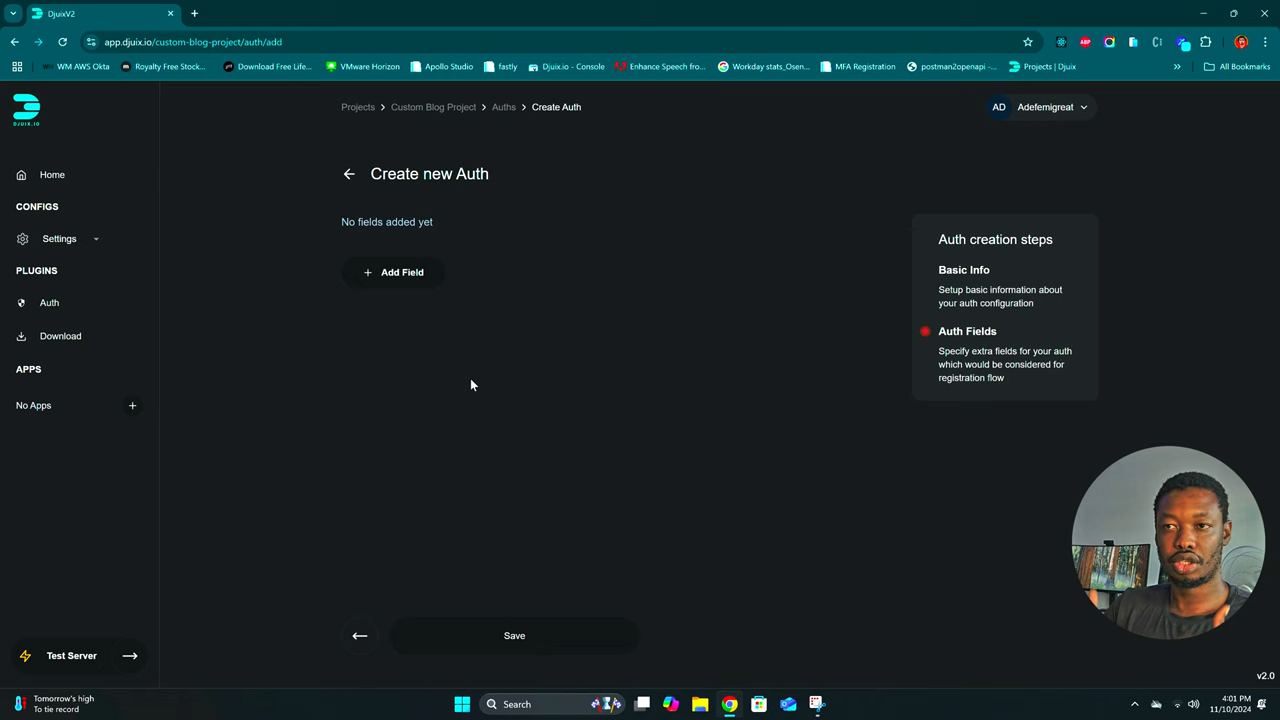 DjuixV2
app.djuix.io/custom-blog-project/auth/add
WM AWS Okta
Royalty Free Stock...
Download Free Life...
VMware Horizon
Apollo Studio
fastly
Djuix.io - Console
Enhance Speech fro...
Workday stats_Osen...
MFA Registration
postman2openapi -...
Projects | Djuix
All Bookmarks
DJUIX.IO
Projects
Custom Blog Project
Auths
Create Auth
AD
Adefemigreat
Home
CONFIGS
Settings
PLUGINS
Auth
Download
APPS
No Apps
Test Server
Create new Auth
No fields added yet
Add Field
Save
Auth creation steps
Basic Info
Setup basic information about
your auth configuration
Auth Fields
Specify extra fields for your auth
which would be considered for
registration flow
v2.0
Tomorrow's high
To tie record
Search
4:01 PM
11/10/2024